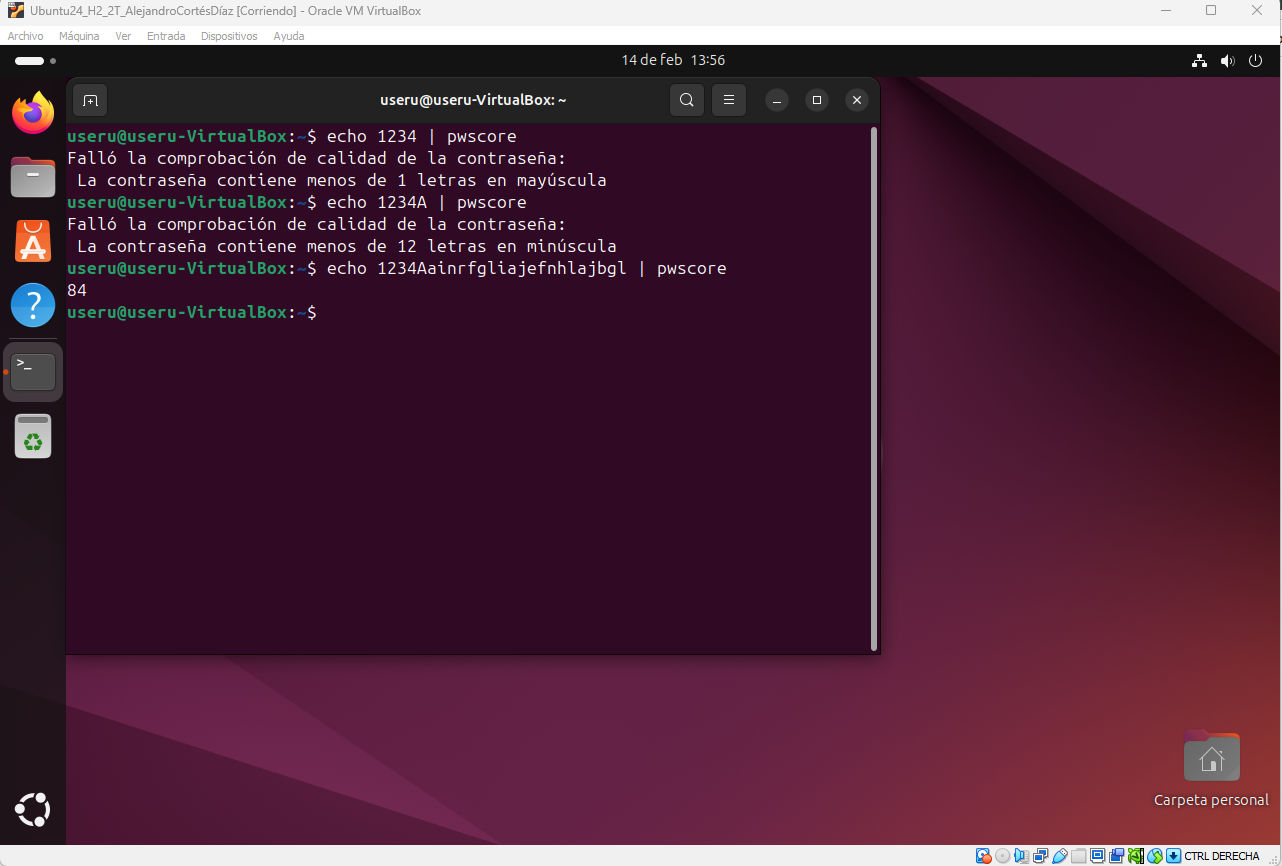 Ubuntu24_H2_2T_AlejandroCortésDíaz [Corriendo] - Oracle VM VirtualBox
Archivo Máquina Ver Entrada Dispositivos Ayuda
14 de feb 13:56
useru@useru-VirtualBox: ~
useru@useru-VirtualBox:~$ echo 1234 | pwscore
Falló la comprobación de calidad de la contraseña:
 La contraseña contiene menos de 1 letras en mayúscula
useru@useru-VirtualBox:~$ echo 1234A | pwscore
Falló la comprobación de calidad de la contraseña:
 La contraseña contiene menos de 12 letras en minúscula
useru@useru-VirtualBox:~$ echo 1234Aainrfgliajefnhlajbgl | pwscore
84
useru@useru-VirtualBox:~$
Carpeta personal
CTRL DERECHA